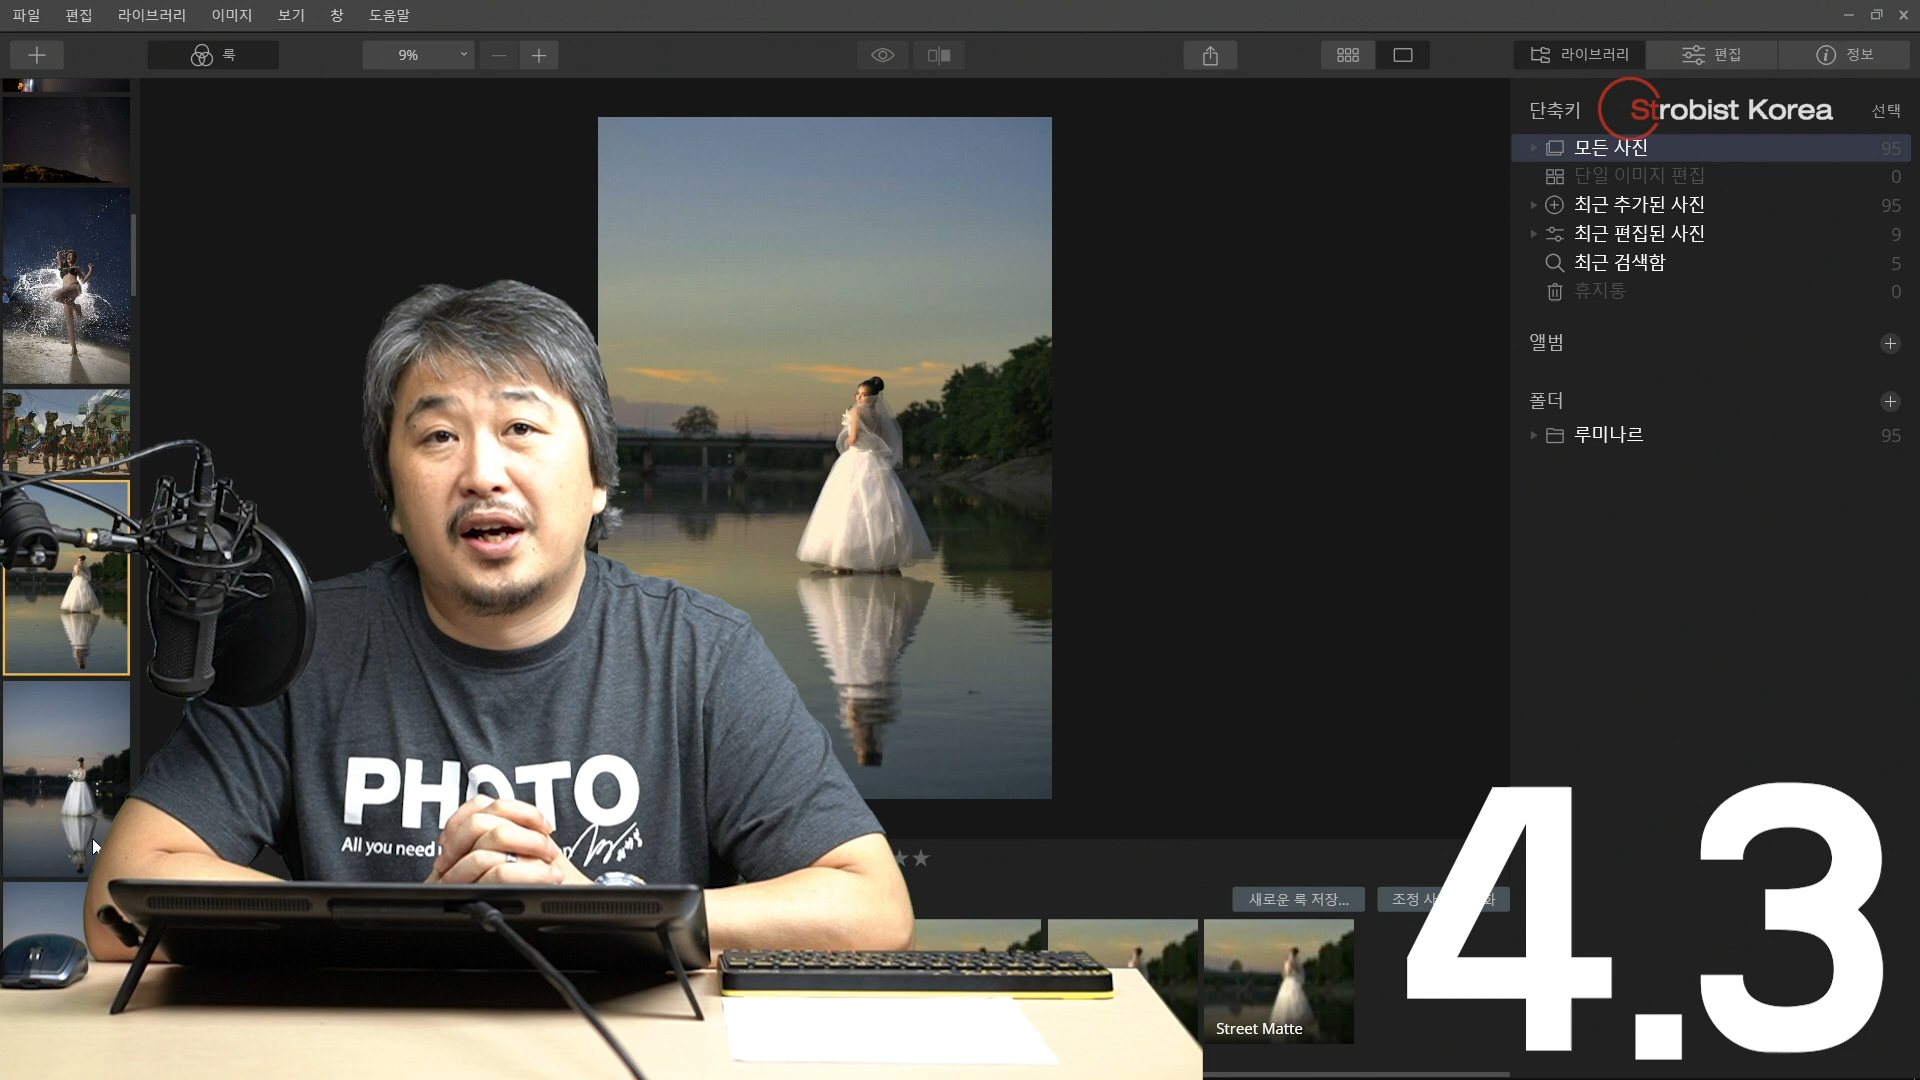 파일 편집 라이브러리 이미지 보기 창 도움말
룩 9% 라이브러리 편집 정보
단축키 Strobist Korea 선택
모든 사진 95
단일 이미지 편집 0
최근 추가된 사진 95
최근 편집된 사진 9
최근 검색함 5
휴지통 0
앨범
폴더
루미나르 95
PHOTO
All you need
새로운 룩 저장... 조정 사 화
Street Matte
4.3